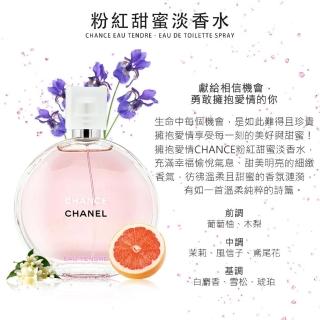 粉紅甜蜜淡香水
CHANCE EAU TENDRE - EAU DE TOILETTE SPRAY
獻給相信機會，
勇敢擁抱愛情的你
生命中每個機會，是如此難得且珍貴
擁抱愛情享受每一刻的美好與甜蜜！
擁抱愛情CHANCE粉紅甜蜜淡香水，
充滿幸福愉悅氣息、甜美明亮的細緻
香氣，彷彿溫柔且甜蜜的香氛漣漪，
有如一首溫柔純粹的詩篇。
前調
葡萄柚、木梨
中調
茉莉、風信子、鳶尾花
基調
白麝香、雪松、琥珀
CHANCE
CHANEL
EAU TENDRE